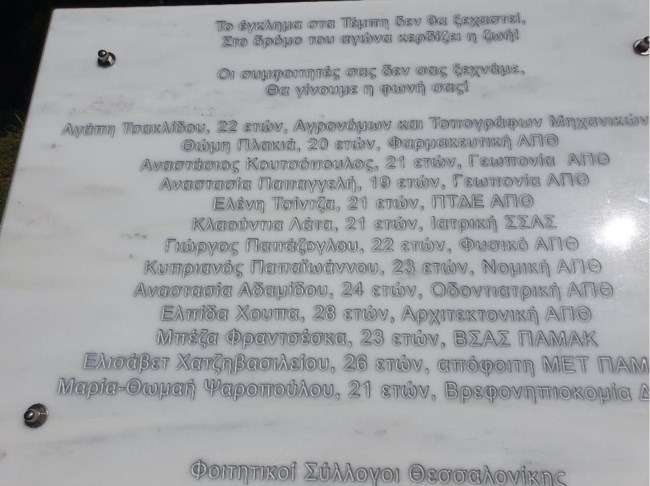 Το έγκλημα στα Τέμπη δεν θα ξεχαστεί,
Στο δρόμο του αγώνα κερδίζει η ζωή!
Οι συμφοιτητές σας δεν σας ξεχνάμε,
Θα γίνουμε η φωνή σας!
Αγάπη Τσακλίδου, 22 ετών, Αγρονόμων και Τοπογράφων Μηχανικών
Θώμη Πλακιά, 20 ετών, Φαρμακευτική ΑΠΘ
Αναστάσιος Κουτσόπουλος, 21 ετών, Γεωπονία ΑΠΘ
Αναστασία Παπαγγελή, 19 ετών, Γεωπονία ΑΠΘ
Ελένη Τσίντζα, 21 ετών, ΠΤΔΕ ΑΠΘ
Κλαούντια Λάτα, 21 ετών, Ιατρική ΣΣΑΣ
Γιώργος Παπάζογλου, 22 ετών, Φυσικό ΑΠΘ
Κυπριανός Παπαϊωάννου, 23 ετών, Νομική ΑΠΘ
Αναστασία Αδαμίδου, 24 ετών, Οδοντιατρική ΑΠΘ
Ελπίδα Χούπα, 28 ετών, Αρχιτεκτονική ΑΠΘ
Μπέζα Φραντσέσκα, 23 ετών, ΒΣΑΣ ΠΑΜΑΚ
Ελισάβετ Χατζηβασιλείου, 26 ετών, απόφοιτη ΜΕΤ ΠΑΜ
Μαρία-Θωμαή Ψαροπούλου, 21 ετών, Βρεφονηπιοκομία Δ
Φοιτητικοί Σύλλογοι Θεσσαλονίκης